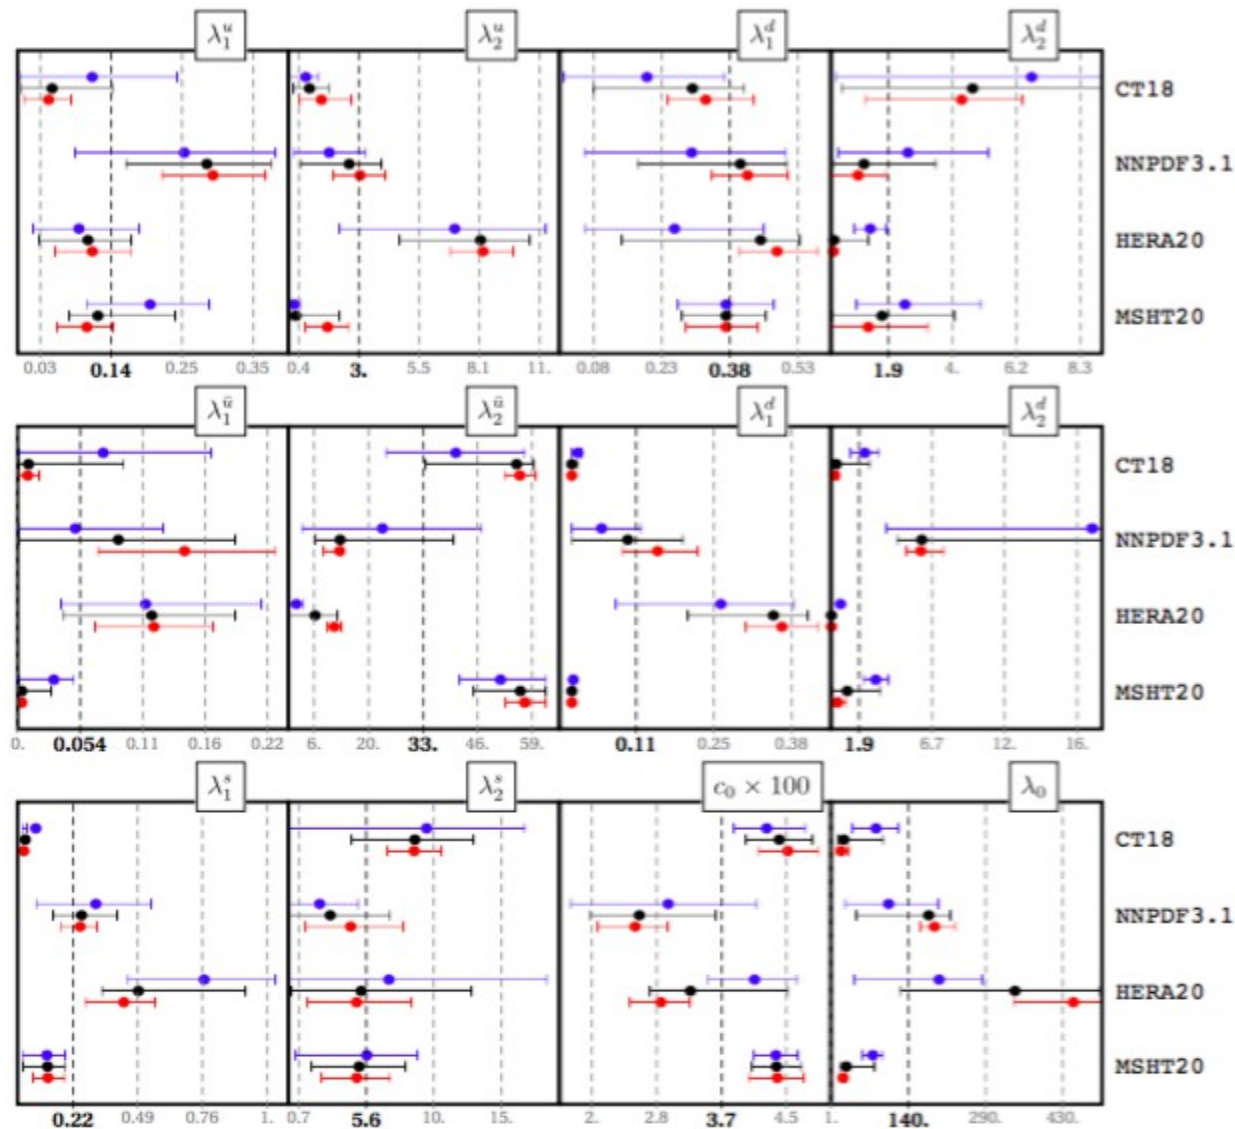 λ₁ᵘ λ₂ᵘ λ₁ᵈ λ₂ᵈ
CT18
NNPDF3.1
HERA20
MSHT20
0.03 0.14 0.25 0.35 0.4 3. 5.5 8.1 11. 0.08 0.23 0.38 0.53 1.9 4. 6.2 8.3
λ₁ᵘ̄ λ₂ᵘ̄ λ₁ᵈ λ₂ᵈ
CT18
NNPDF3.1
HERA20
MSHT20
0. 0.054 0.11 0.16 0.22 6. 20. 33. 46. 59. 0.11 0.25 0.38 1.9 6.7 12. 16.
λ₁ˢ λ₂ˢ c₀ × 100 λ₀
CT18
NNPDF3.1
HERA20
MSHT20
0.22 0.49 0.76 1. 0.7 5.6 10. 15. 2. 2.8 3.7 4.5 1. 140. 290. 430.